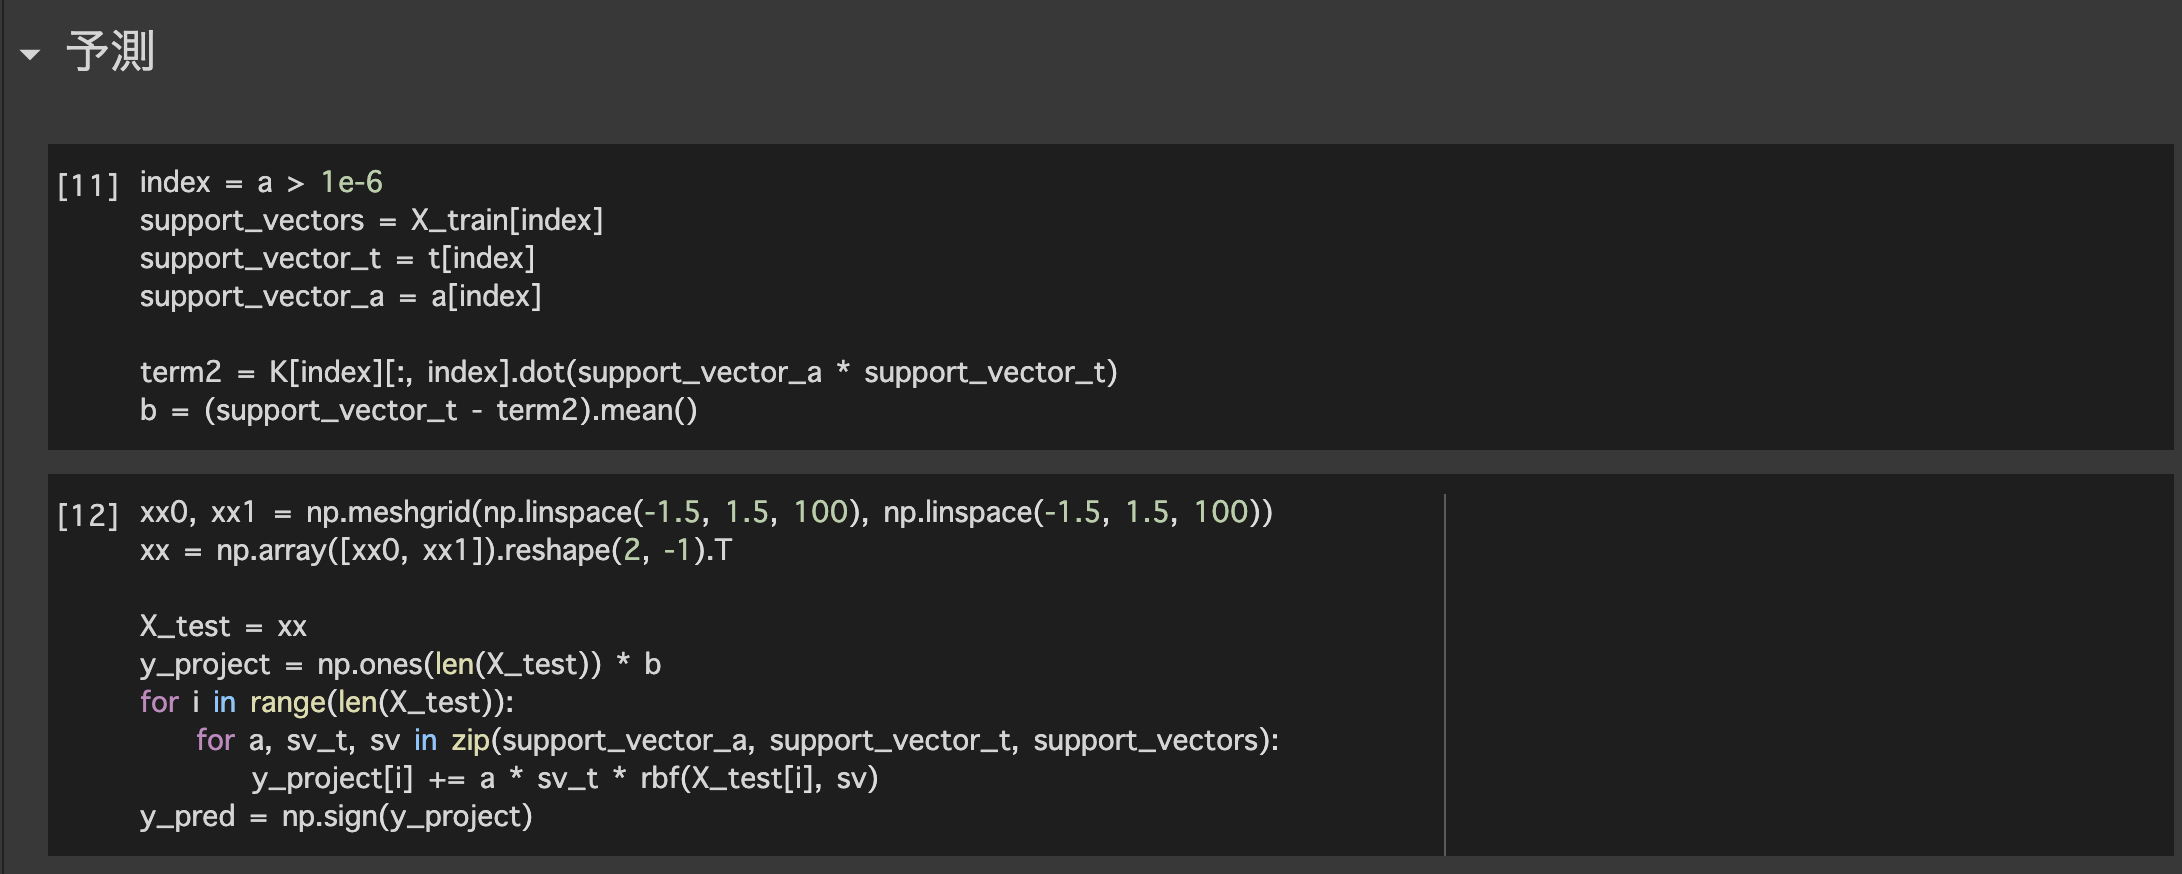 予測
[11] index = a > 1e-6
support_vectors = X_train[index]
support_vector_t = t[index]
support_vector_a = a[index]
term2 = K[index][:, index].dot(support_vector_a * support_vector_t)
b = (support_vector_t - term2).mean()
[12] xx0, xx1 = np.meshgrid(np.linspace(-1.5, 1.5, 100), np.linspace(-1.5, 1.5, 100))
xx = np.array([xx0, xx1]).reshape(2, -1).T
X_test = xx
y_project = np.ones(len(X_test)) * b
for i in range(len(X_test)):
    for a, sv_t, sv in zip(support_vector_a, support_vector_t, support_vectors):
        y_project[i] += a * sv_t * rbf(X_test[i], sv)
y_pred = np.sign(y_project)